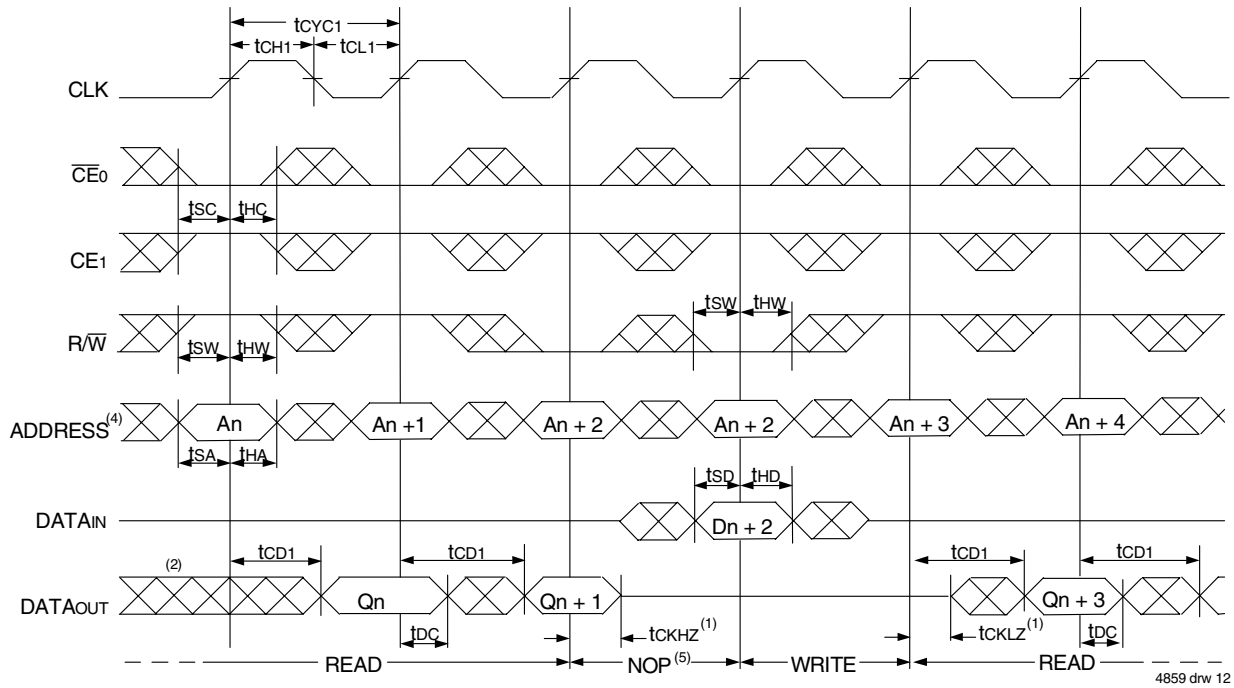 tCYC1
tCH1 tCL1
CLK
CE0
tSC tHC
CE1
tSW tHW
R/W
tSW tHW
ADDRESS(4) An An +1 An + 2 An + 2 An + 3 An + 4
tSA tHA
tSD tHD
DATAIN Dn + 2
(2) tCD1 tCD1 tCD1 tCD1
DATAOUT Qn Qn + 1 Qn + 3
tDC tCKHZ(1) tCKLZ(1) tDC
READ NOP(5) WRITE READ
4859 drw 12